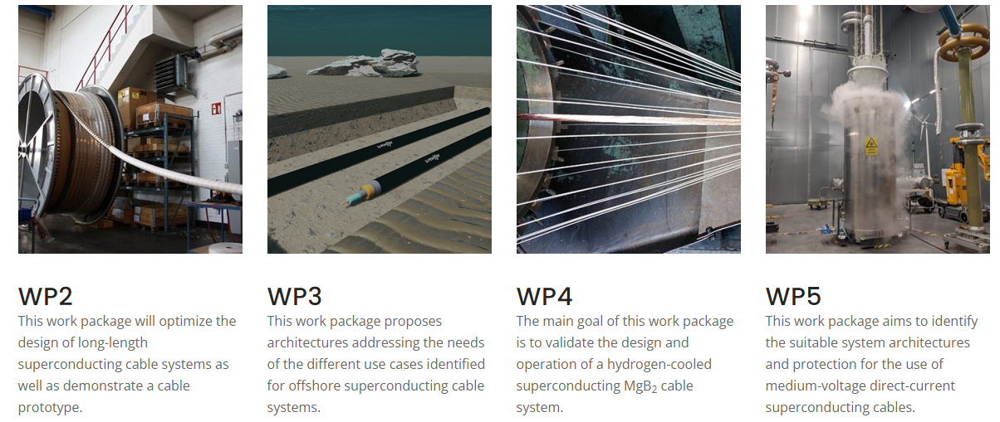 WP2
This work package will optimize the
design of long-length
superconducting cable systems as
well as demonstrate a cable
prototype.
WP3
This work package proposes
architectures addressing the needs
of the different use cases identified
for offshore superconducting cable
systems.
WP4
The main goal of this work package
is to validate the design and
operation of a hydrogen-cooled
superconducting MgB₂ cable
system.
WP5
This work package aims to identify
the suitable system architectures
and protection for the use of
medium-voltage direct-current
superconducting cables.